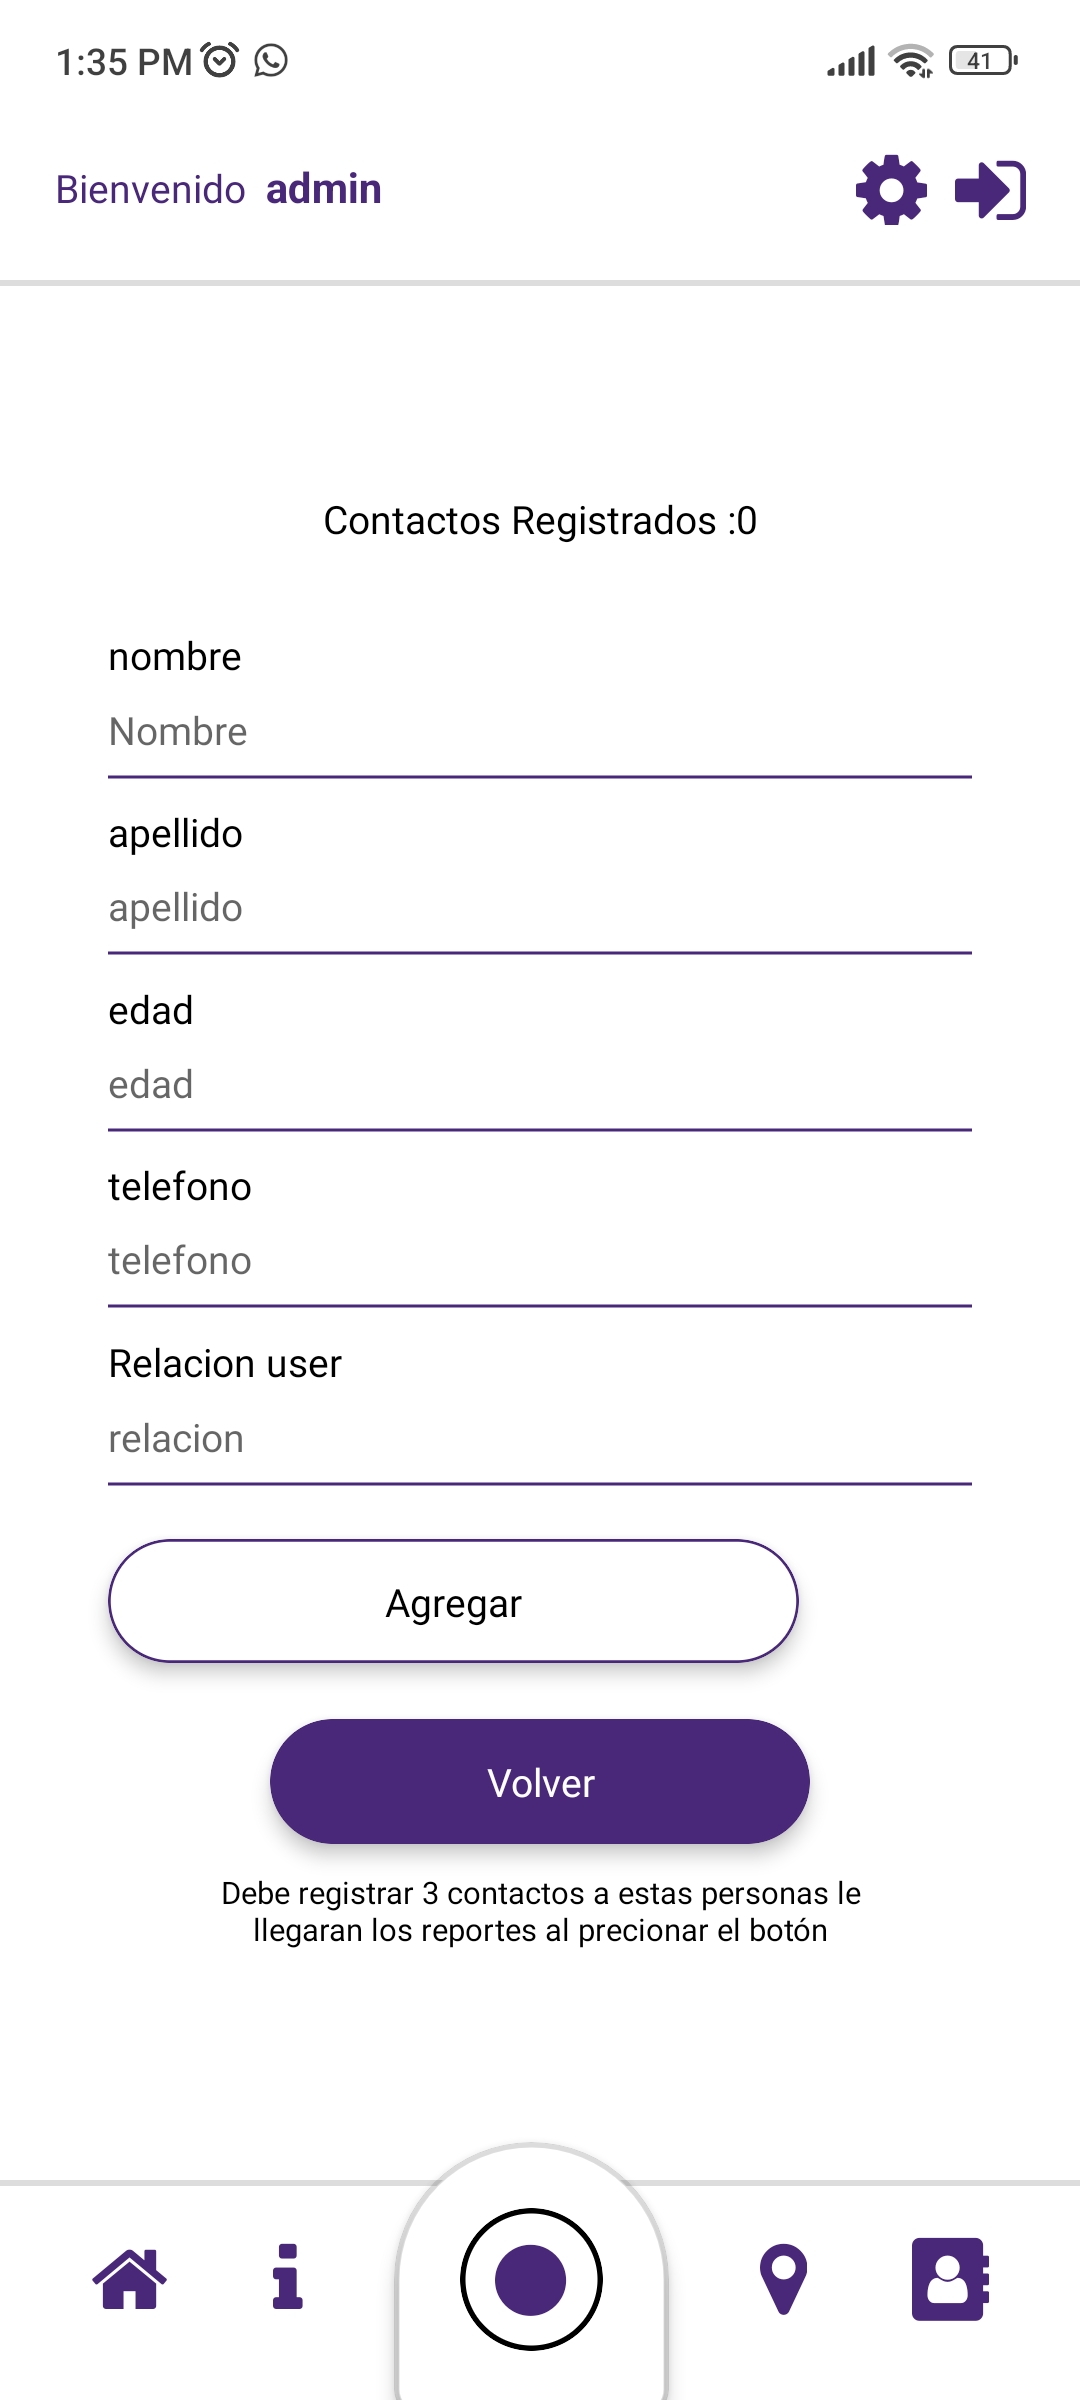 1:35 PM
41
Bienvenido admin
Contactos Registrados :0
nombre
Nombre
apellido
apellido
edad
edad
telefono
telefono
Relacion user
relacion
Agregar
Volver
Debe registrar 3 contactos a estas personas le
llegaran los reportes al precionar el botón